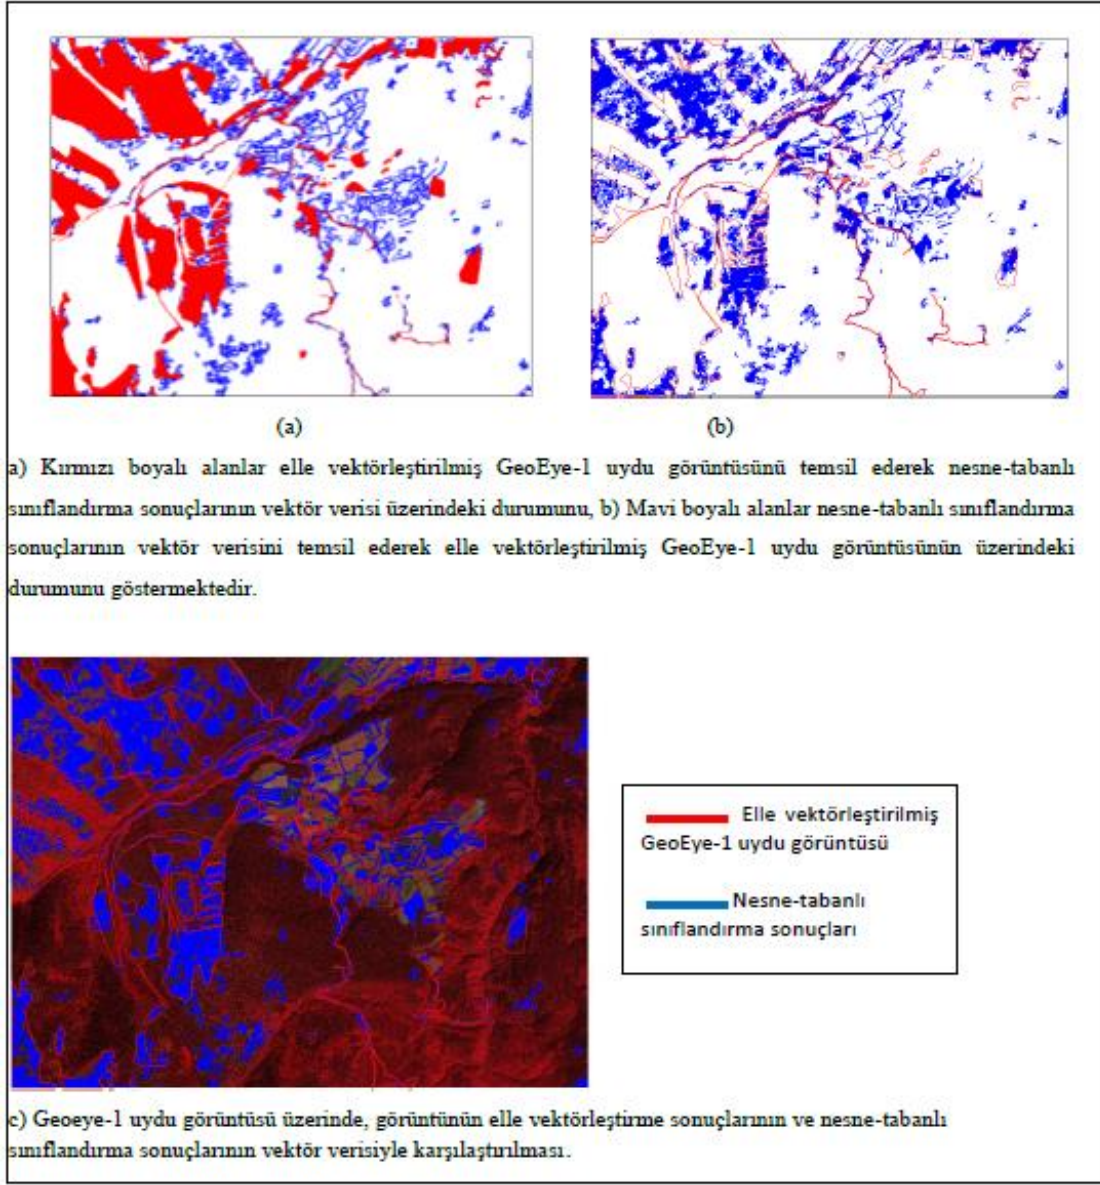 (a) (b)
a) Kırmızı boyalı alanlar elle vektörleştirilmiş GeoEye-1 uydu görüntüsünü temsil ederek nesne-tabanlı
sınıflandırma sonuçlarının vektör verisi üzerindeki durumunu, b) Mavi boyalı alanlar nesne-tabanlı sınıflandırma
sonuçlarının vektör verisini temsil ederek elle vektörleştirilmiş GeoEye-1 uydu görüntüsünün üzerindeki
durumunu göstermektedir.
Elle vektörleştirilmiş
GeoEye-1 uydu görüntüsü
Nesne-tabanlı
sınıflandırma sonuçları
c) Geoeye-1 uydu görüntüsü üzerinde, görüntünün elle vektörleştirme sonuçlarının ve nesne-tabanlı
sınıflandırma sonuçlarının vektör verisiyle karşılaştırılması.